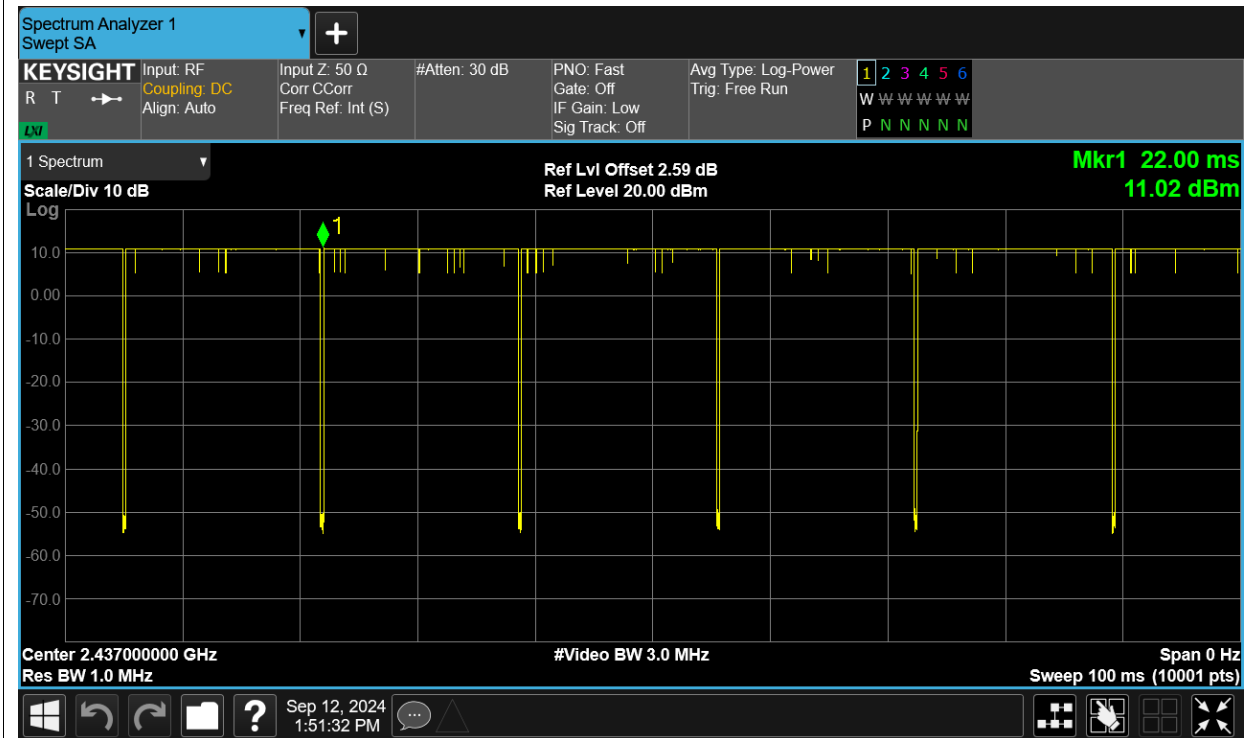 Spectrum Analyzer 1
Swept SA
KEYSIGHT
R T
LXI
Input: RF
Coupling: DC
Align: Auto
Input Z: 50 Ω
Corr CCorr
Freq Ref: Int (S)
#Atten: 30 dB
PNO: Fast
Gate: Off
IF Gain: Low
Sig Track: Off
Avg Type: Log-Power
Trig: Free Run
1 2 3 4 5 6
W W W W W W
P N N N N N
1 Spectrum
Scale/Div 10 dB
Log
Ref Lvl Offset 2.59 dB
Ref Level 20.00 dBm
Mkr1 22.00 ms
11.02 dBm
1
10.0
0.00
-10.0
-20.0
-30.0
-40.0
-50.0
-60.0
-70.0
Center 2.437000000 GHz
Res BW 1.0 MHz
#Video BW 3.0 MHz
Span 0 Hz
Sweep 100 ms (10001 pts)
?
Sep 12, 2024
1:51:32 PM